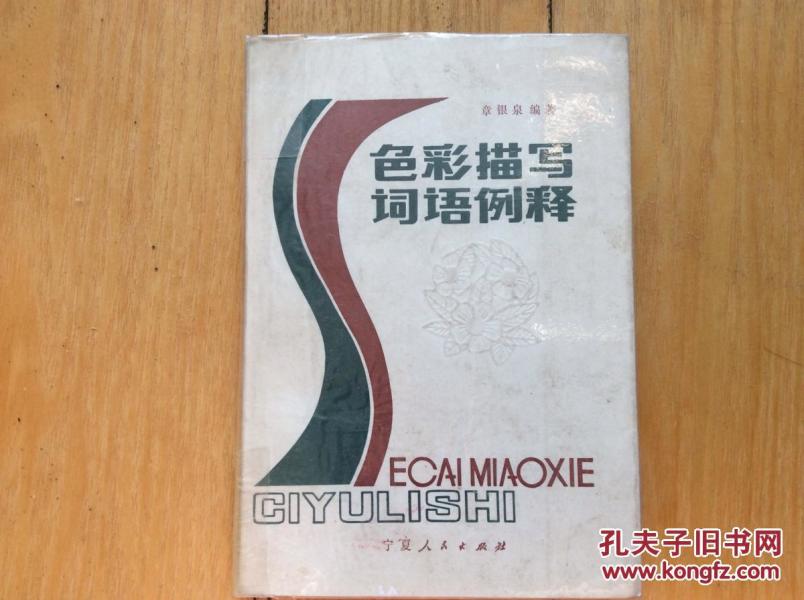 章银泉 编著
色彩描写
词语例释
ECAI MIAOXIE
CIYULISHI
宁夏人民出版社
孔夫子旧书网
www.kongfz.com